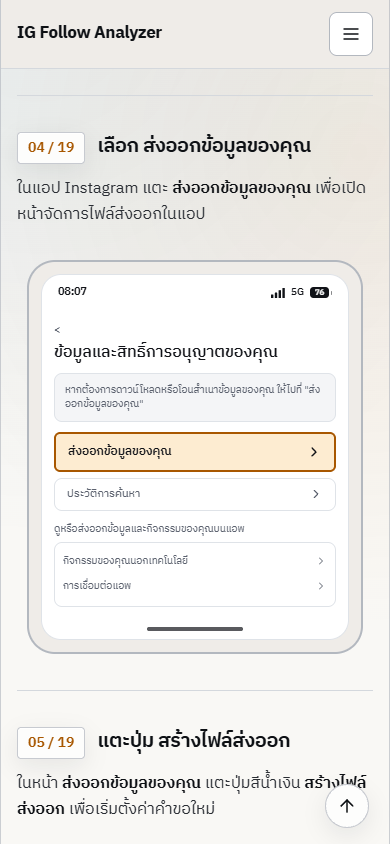 IG Follow Analyzer
04 / 19
เลือก ส่งออกข้อมูลของคุณ
ในแอป Instagram แตะ ส่งออกข้อมูลของคุณ เพื่อเปิด
หน้าจัดการไฟล์ส่งออกในแอป
08:07
5G 76
<
ข้อมูลและสิทธิ์การอนุญาตของคุณ
หากต้องการดาวน์โหลดหรือโอนสำเนาข้อมูลของคุณ ให้ไปที่ "ส่ง
ออกข้อมูลของคุณ"
ส่งออกข้อมูลของคุณ
ประวัติการค้นหา
ดูหรือส่งออกข้อมูลและกิจกรรมของคุณบนแอพ
กิจกรรมของคุณนอกเทคโนโลยี
การเชื่อมต่อแอพ
05 / 19
แตะปุ่ม สร้างไฟล์ส่งออก
ในหน้า ส่งออกข้อมูลของคุณ แตะปุ่มสีน้ำเงิน สร้างไฟล์
ส่งออก เพื่อเริ่มตั้งค่าคำขอใหม่